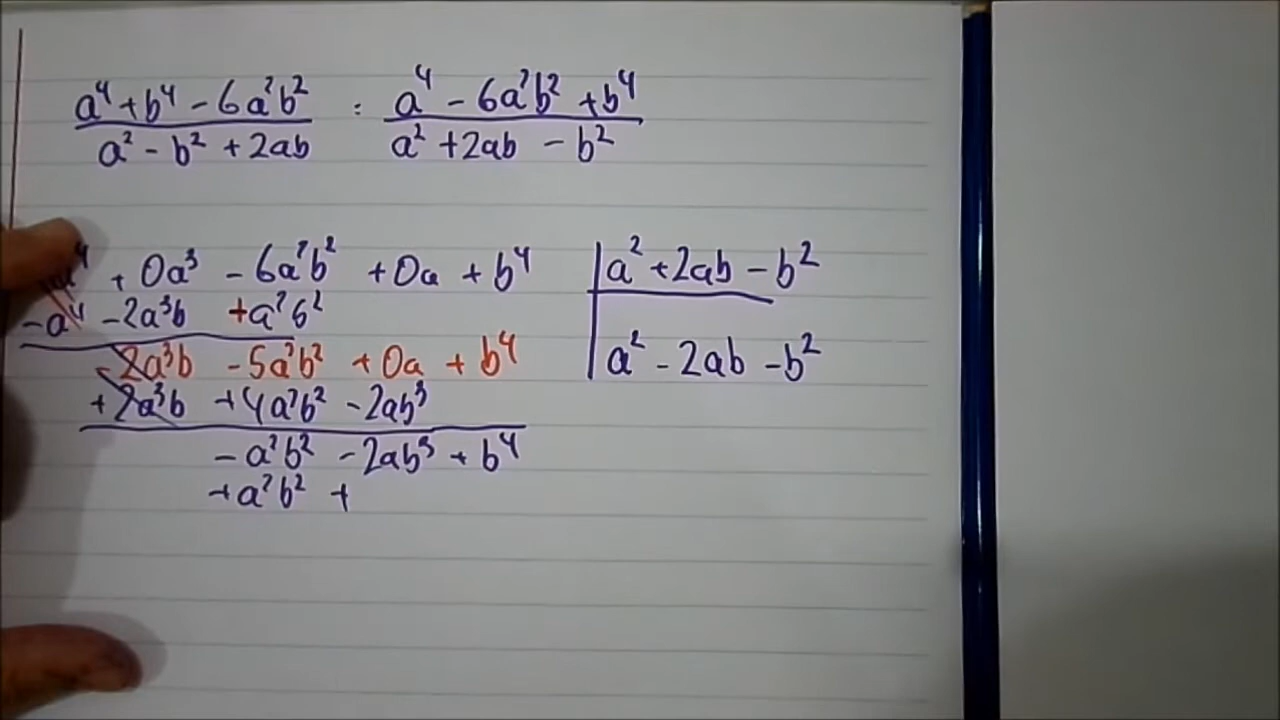 a⁴ + b⁴ - 6a²b² : a⁴ - 6a²b² + b⁴
a² - b² + 2ab a² + 2ab - b²
a⁴ + 0a³ - 6a²b² + 0a + b⁴ | a² + 2ab - b²
-a⁴ - 2a³b + a²b²
-2a³b - 5a²b² + 0a + b⁴ | a² - 2ab - b²
+ 2a³b + 4a²b² - 2ab³
- a²b² - 2ab³ + b⁴
+ a²b² +